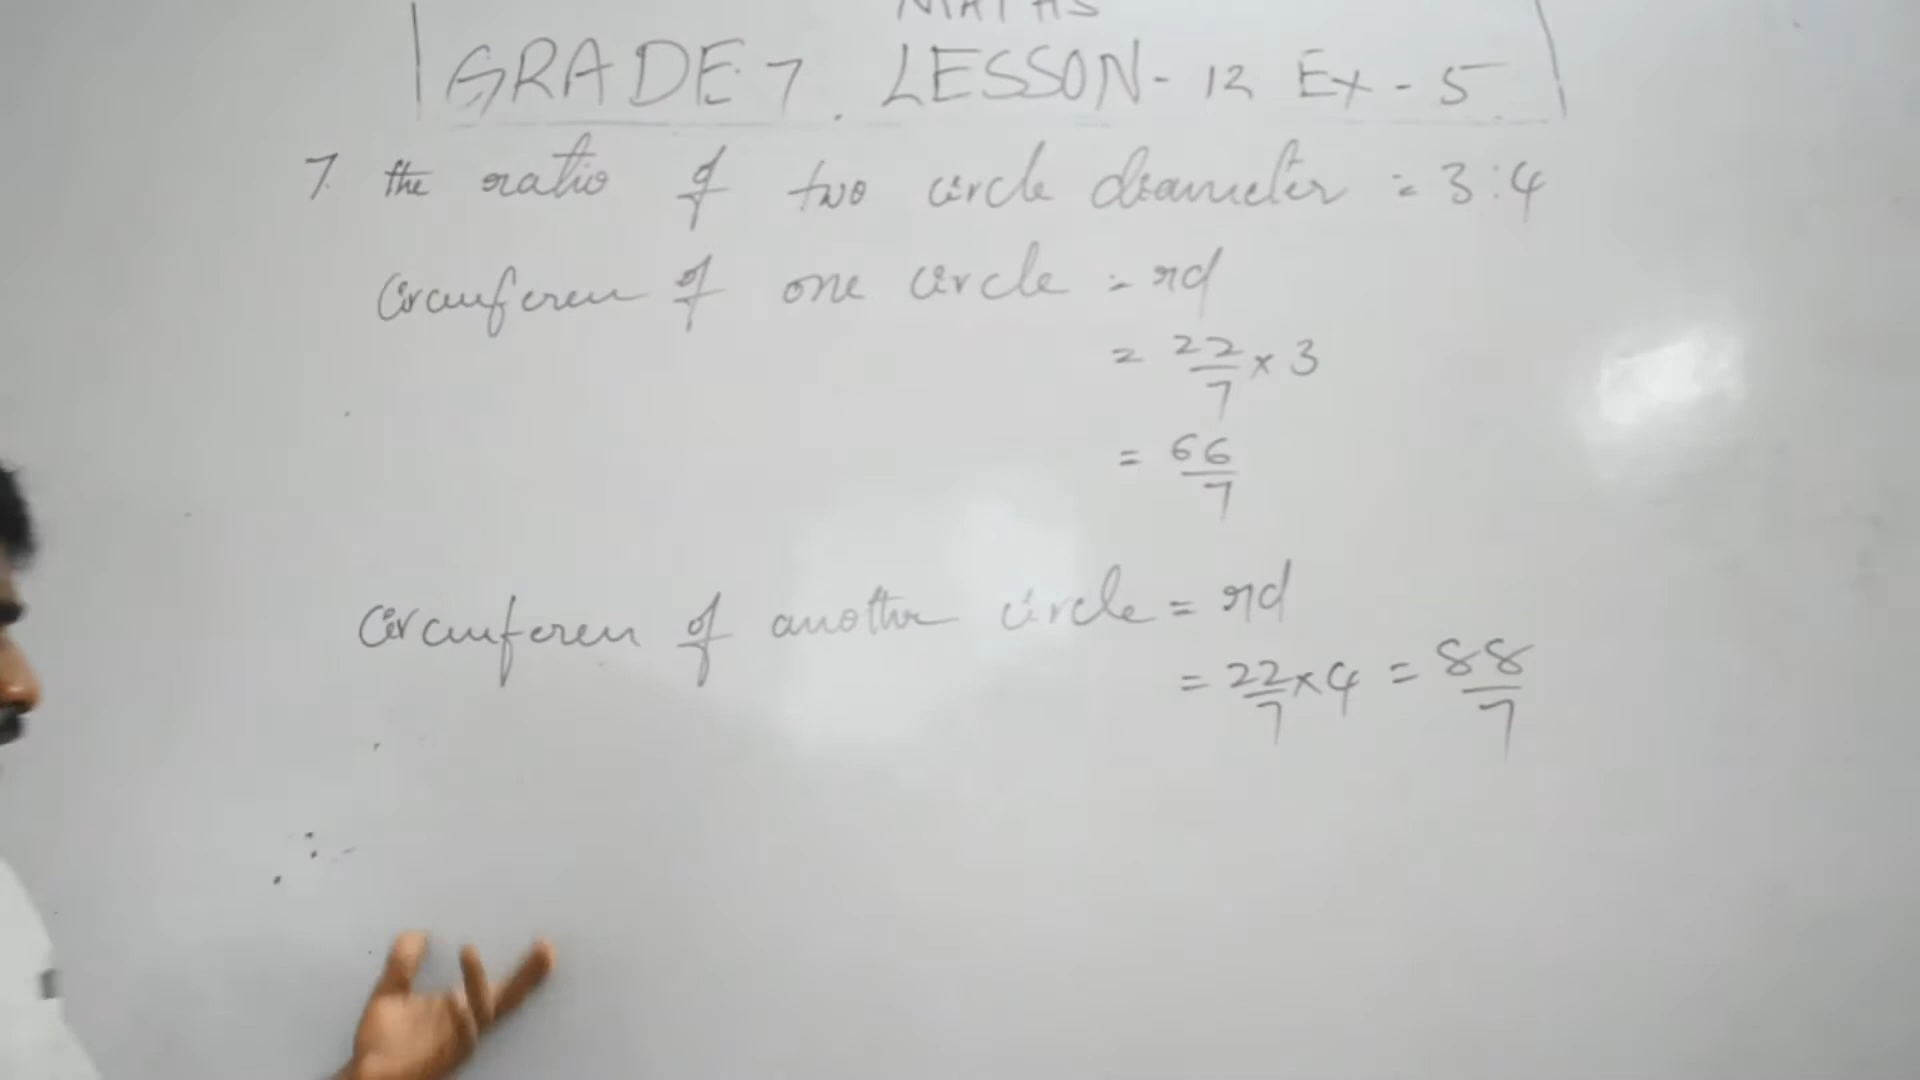 MATHS
GRADE 7. LESSON - 12 Ex - 5
7. the ratio of two circle diameter = 3:4
Circumferen of one circle = πd
= 22/7 × 3
= 66/7
Circumferen of another circle = πd
= 22/7 × 4 = 88/7
∴